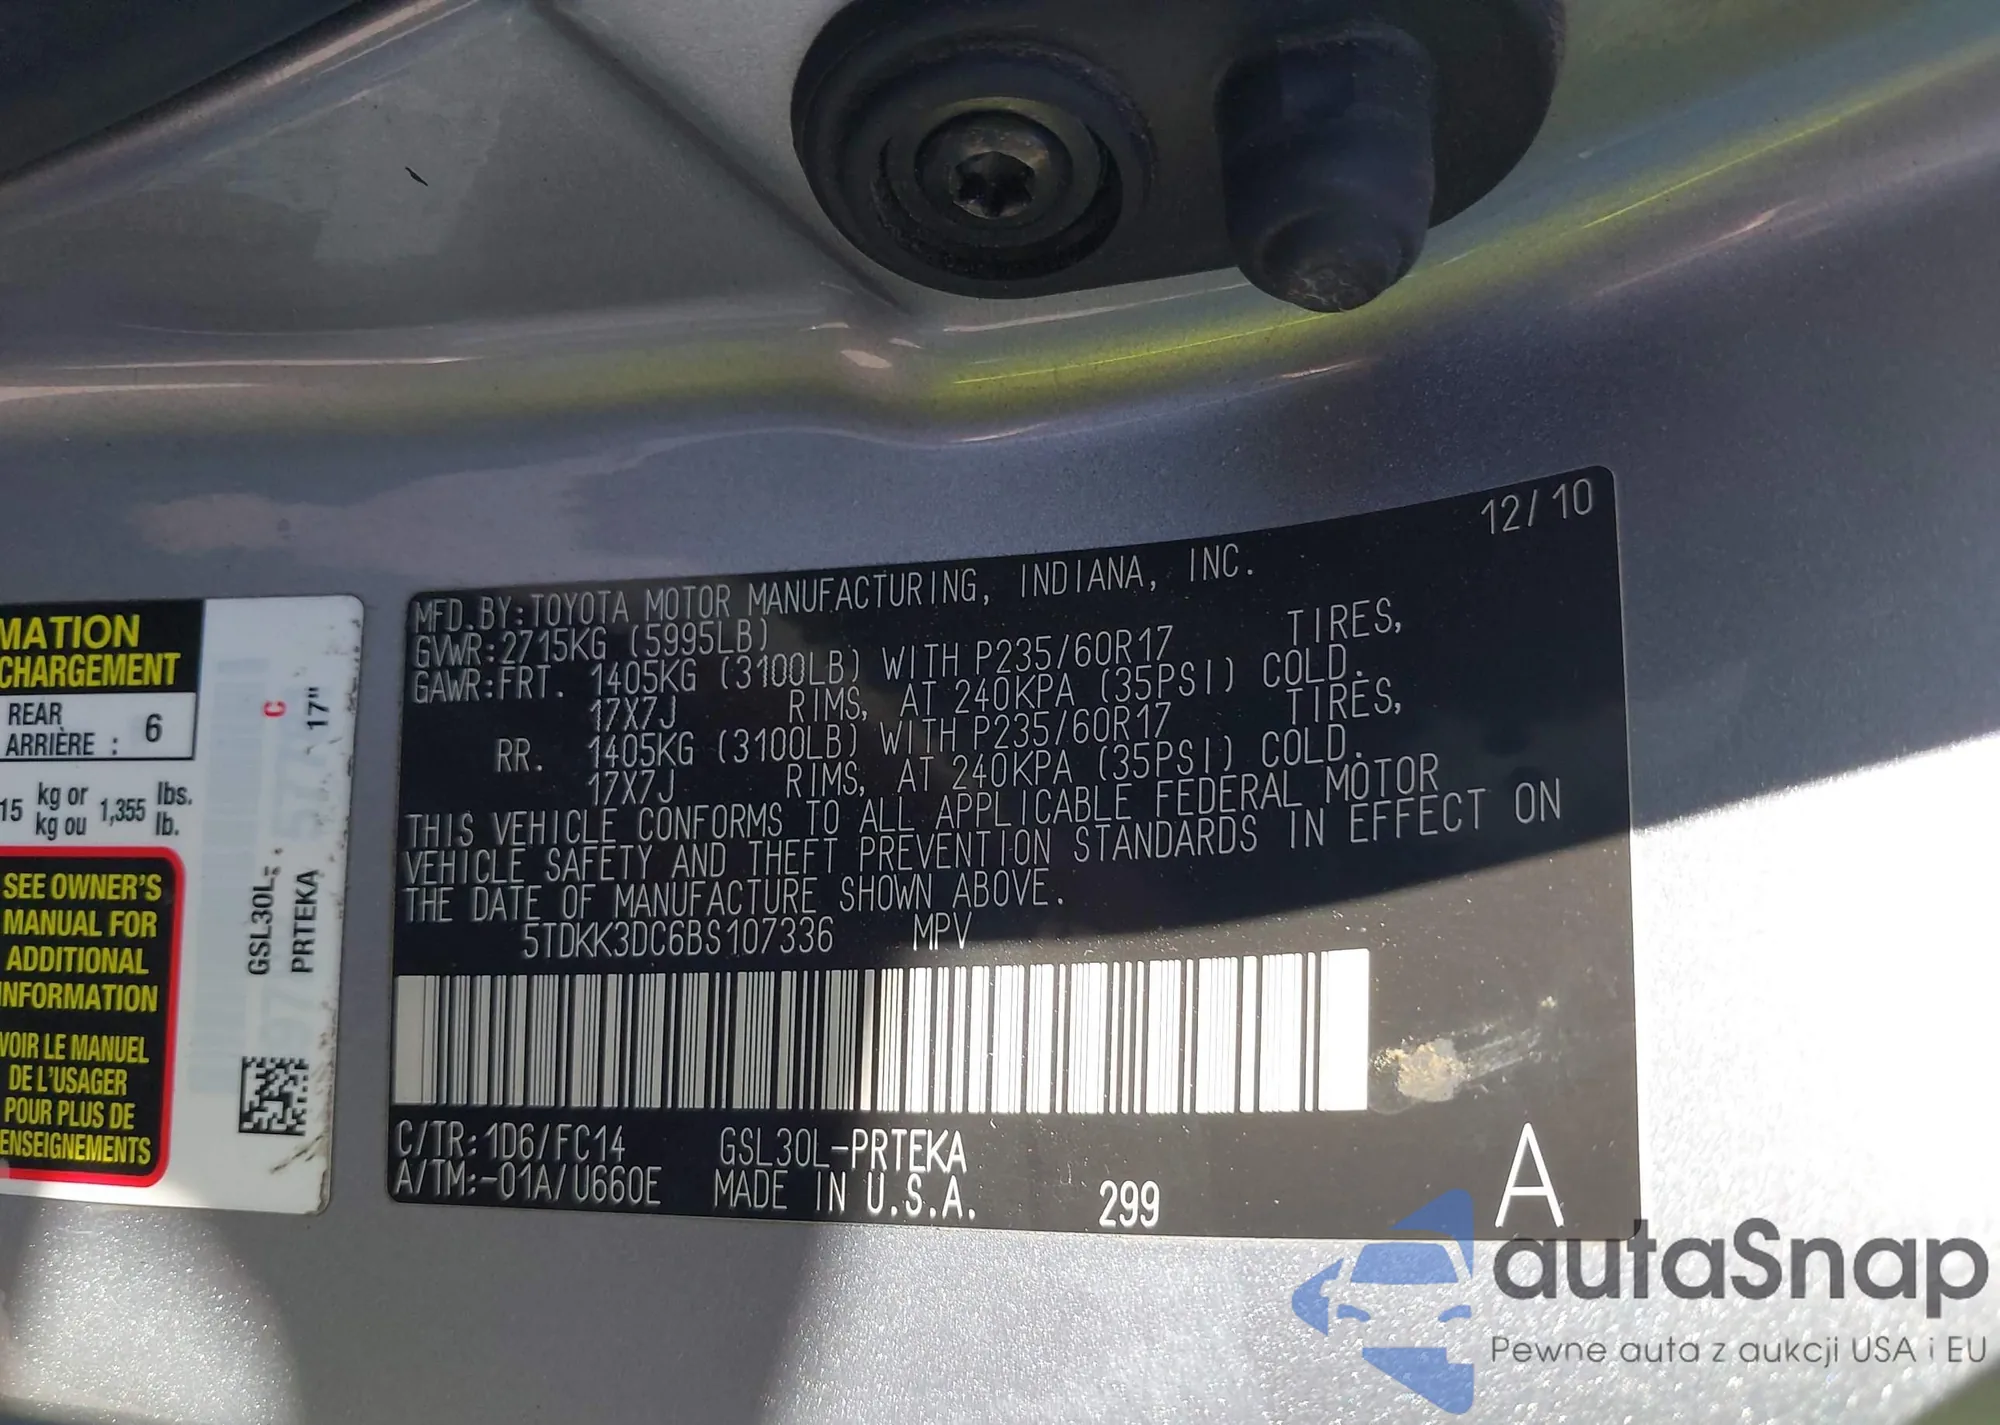 12/10
MFD.BY:TOYOTA MOTOR MANUFACTURING, INDIANA, INC.
GVWR:2715KG (5995LB)
GAWR:FRT. 1405KG (3100LB) WITH P235/60R17 TIRES,
17X7J RIMS, AT 240KPA (35PSI) COLD.
RR. 1405KG (3100LB) WITH P235/60R17 TIRES,
17X7J RIMS, AT 240KPA (35PSI) COLD.
THIS VEHICLE CONFORMS TO ALL APPLICABLE FEDERAL MOTOR
VEHICLE SAFETY AND THEFT PREVENTION STANDARDS IN EFFECT ON
THE DATE OF MANUFACTURE SHOWN ABOVE.
5TDKK3DC6BS107336 MPV
C/TR:1D6/FC14 GSL30L-PRTEKA
A/TM:-01A/U660E MADE IN U.S.A. 299 A
MATION
CHARGEMENT
REAR
ARRIÈRE : 6
15 kg or 1,355 lbs.
kg ou lb.
SEE OWNER'S
MANUAL FOR
ADDITIONAL
INFORMATION
VOIR LE MANUEL
DE L'USAGER
POUR PLUS DE
ENSEIGNEMENTS
C 17"
GSL30L-
PRTEKA
autaSnap
Pewne auta z aukcji USA i EU